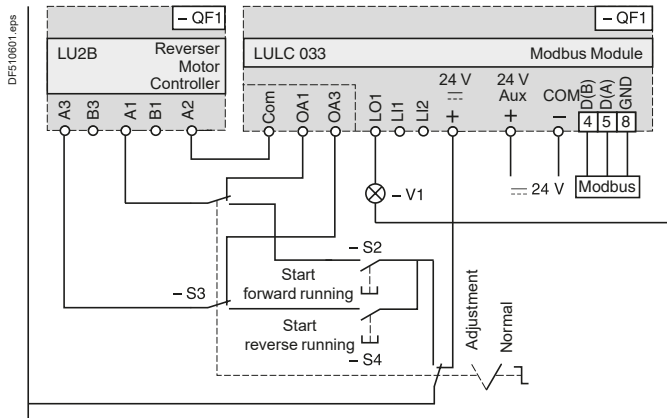 DF510601.eps
– QF1
– QF1
LU2B
Reverser
Motor
Controller
LULC 033
Modbus Module
A3
B3
A1
B1
A2
Com
OA1
OA3
LO1
LI1
LI2
24 V
+
24 V
Aux
+
COM
–
D(B)
D(A)
GND
4
5
8
24 V
Modbus
– V1
– S2
Start
forward running
– S3
Start
reverse running
– S4
Adjustment
Normal